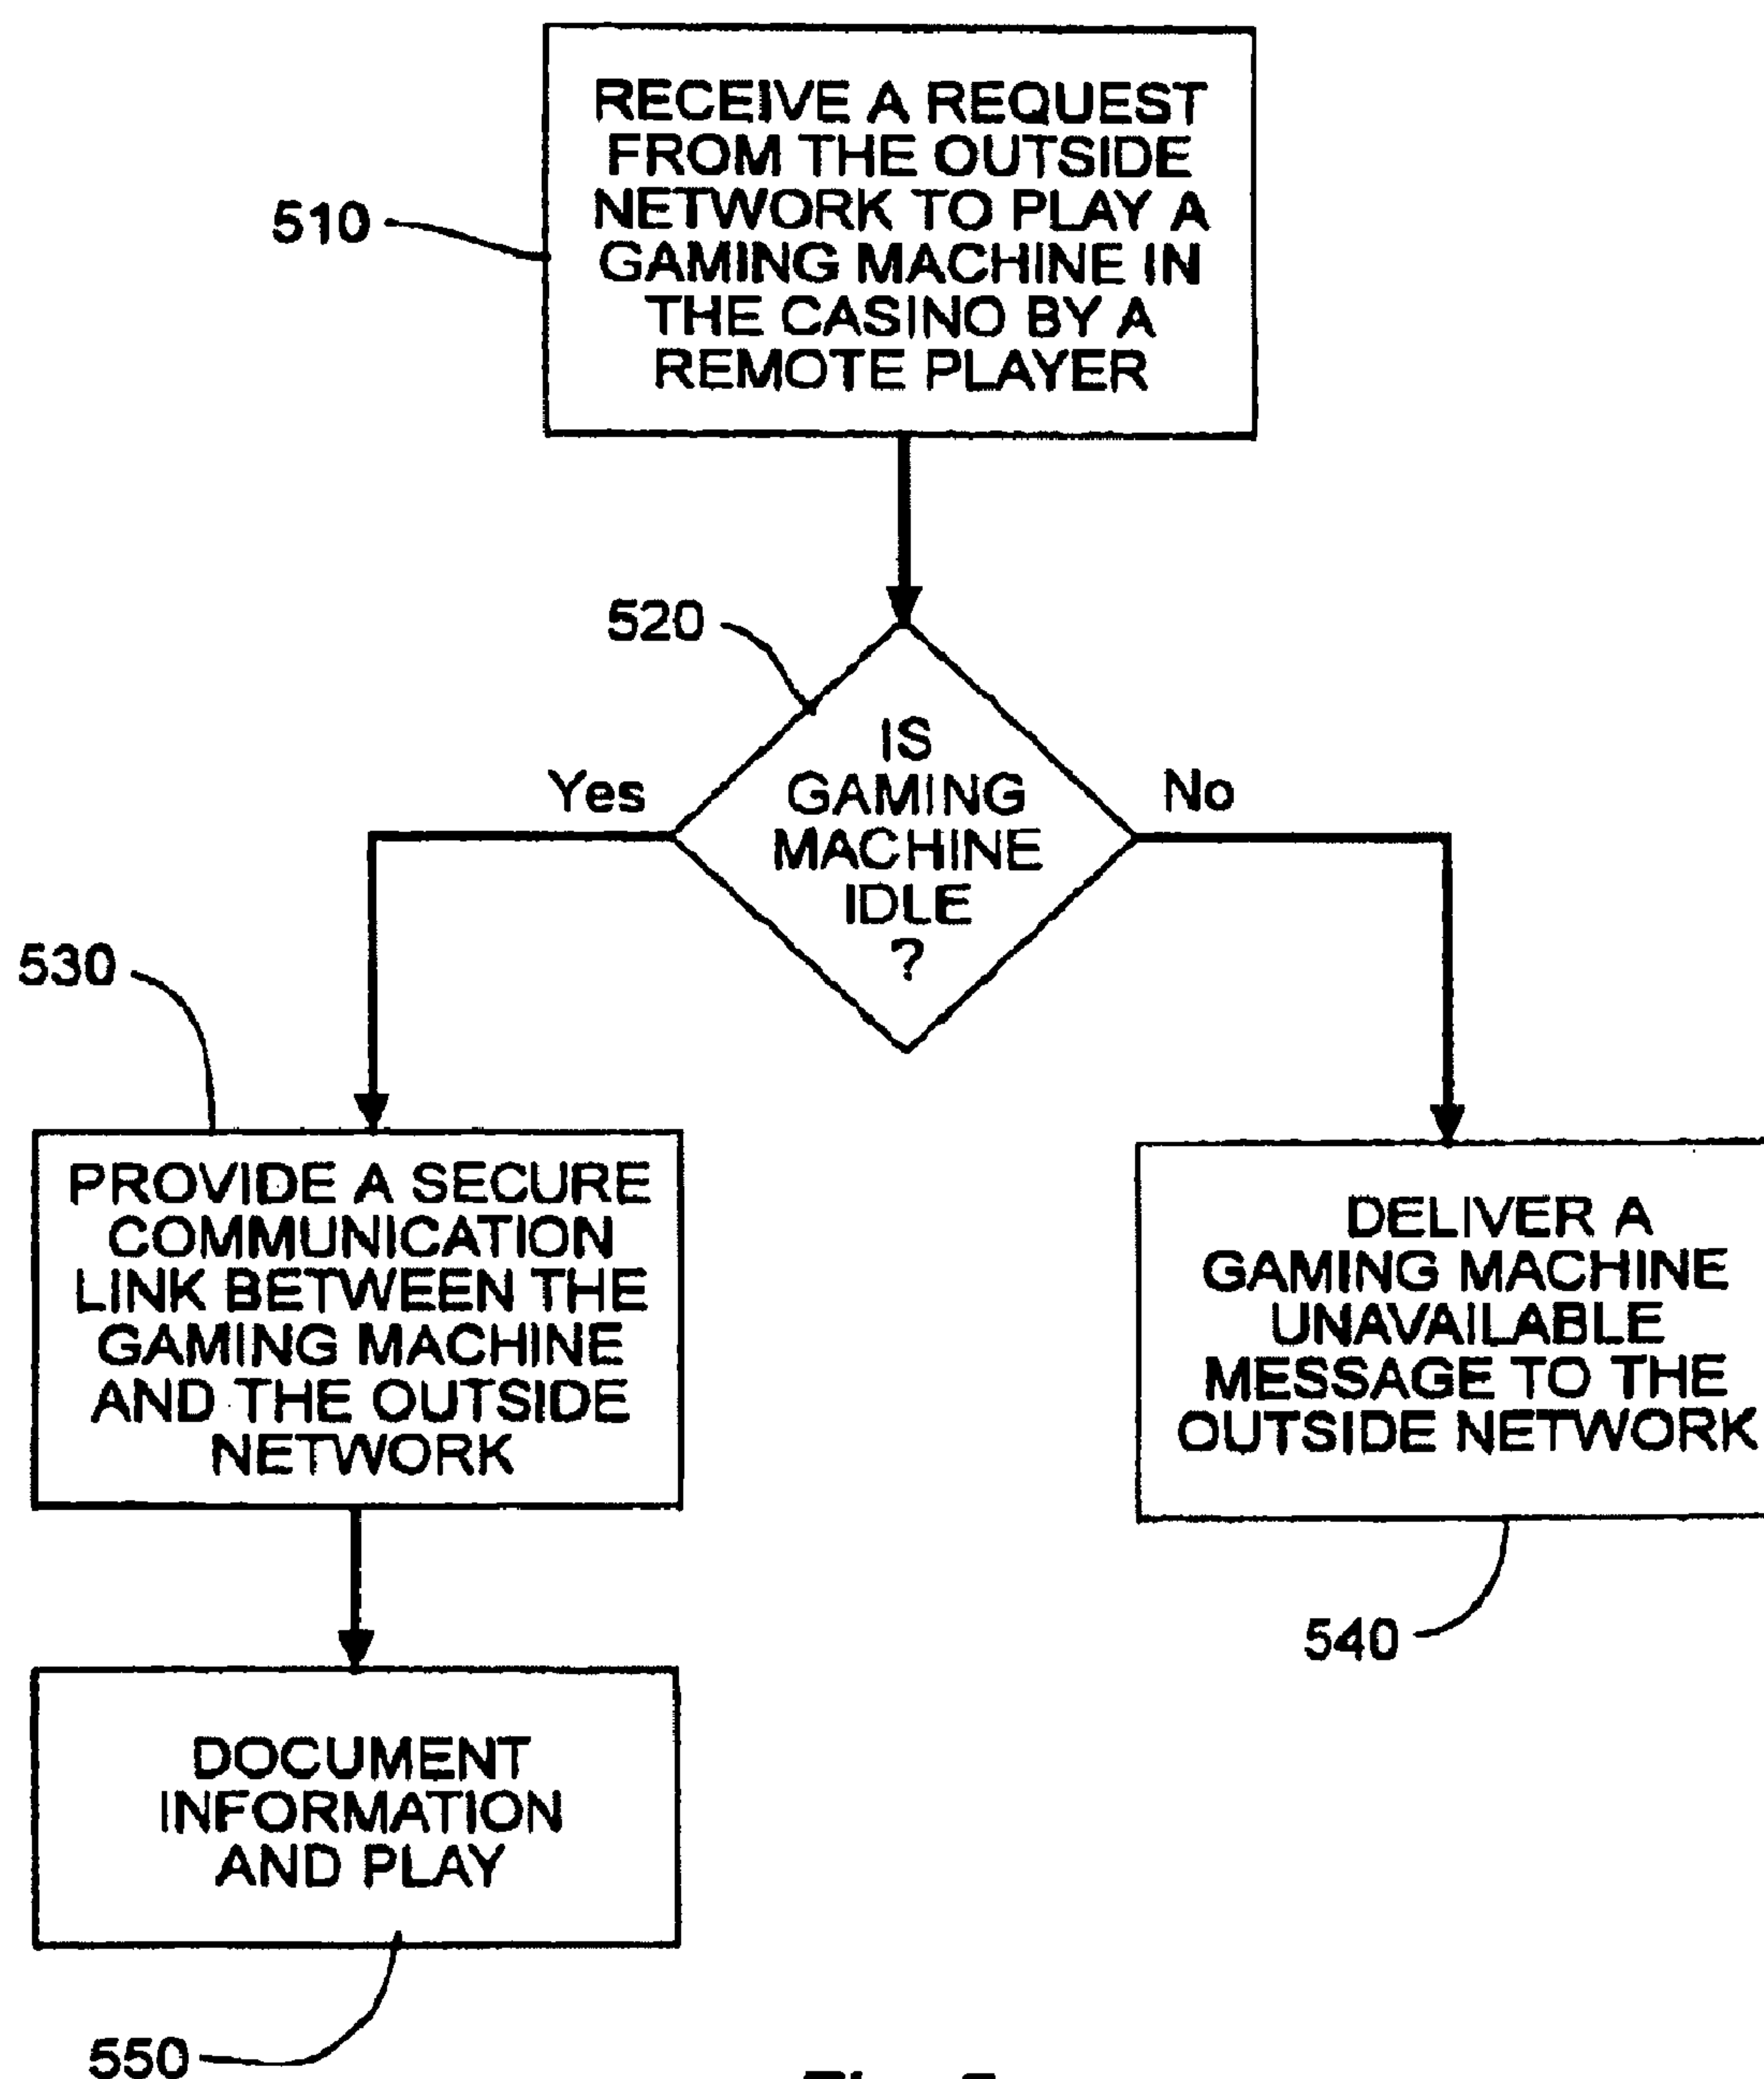 RECEIVE A REQUEST
FROM THE OUTSIDE
NETWORK TO PLAY A
GAMING MACHINE IN
THE CASINO BY A
REMOTE PLAYER
510
520
IS
GAMING
MACHINE
IDLE
?
Yes
No
530
PROVIDE A SECURE
COMMUNICATION
LINK BETWEEN THE
GAMING MACHINE
AND THE OUTSIDE
NETWORK
DELIVER A
GAMING MACHINE
UNAVAILABLE
MESSAGE TO THE
OUTSIDE NETWORK
540
DOCUMENT
INFORMATION
AND PLAY
550